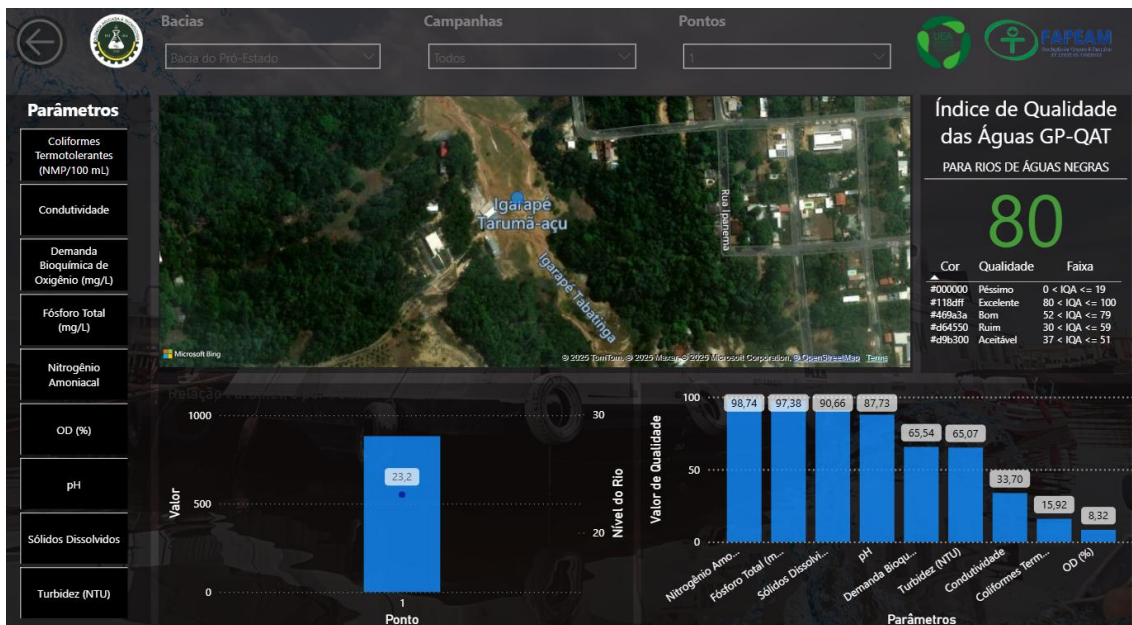 Bacias
Campanhas
Pontos
Bacia do Pró-Estado
Todos
1
UEA
FAPEAM
Parâmetros
Coliformes
Termotolerantes
(NMP/100 mL)
Condutividade
Demanda
Bioquímica de
Oxigênio (mg/L)
Fósforo Total
(mg/L)
Nitrogênio
Amoniacal
OD (%)
pH
Sólidos Dissolvidos
Turbidez (NTU)
Igarapé
Tarumã-açu
Igarapé Tabatinga
Rua Ipanema
Microsoft Bing
© 2025 TomTom, © 2025 Maxar, © 2025 Microsoft Corporation, © OpenStreetMap Terms
Índice de Qualidade
das Águas GP-QAT
PARA RIOS DE ÁGUAS NEGRAS
80
Cor Qualidade Faixa
#000000 Péssimo 0 < IQA <= 19
#118dff Excelente 80 < IQA <= 100
#469a3a Bom 52 < IQA <= 79
#d64550 Ruim 30 < IQA <= 59
#d9b300 Aceitável 37 < IQA <= 51
Relação
1000
500
0
Valor
23,2
30
20
Nível do Rio
1
Ponto
100
50
0
Valor de Qualidade
98,74 97,38 90,66 87,73 65,54 65,07 33,70 15,92 8,32
Nitrogênio Amo...
Fósforo Total (m...
Sólidos Dissolvi...
pH
Demanda Bioqu...
Turbidez (NTU)
Condutividade
Coliformes Term...
OD (%)
Parâmetros